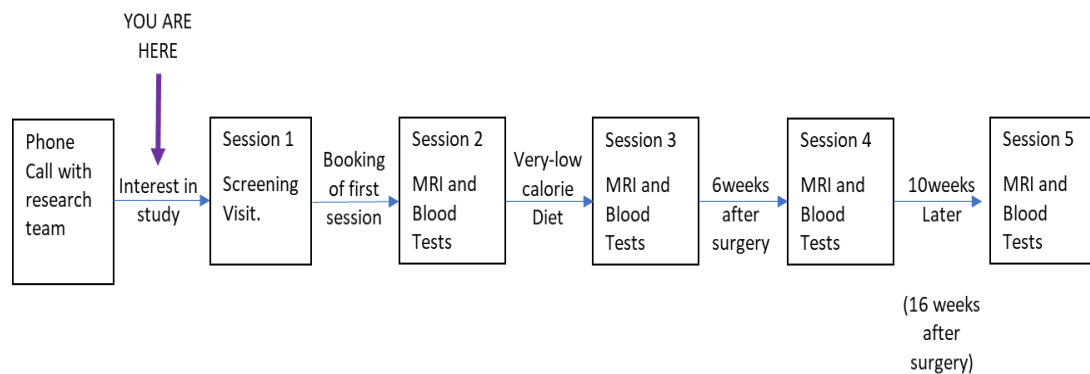 YOU ARE
HERE
Phone
Call with
research
team
Interest in
study
Session 1
Screening
Visit.
Booking
of first
session
Session 2
MRI and
Blood
Tests
Very-low
calorie
Diet
Session 3
MRI and
Blood
Tests
6weeks
after
surgery
Session 4
MRI and
Blood
Tests
10weeks
Later
(16 weeks
after
surgery)
Session 5
MRI and
Blood
Tests